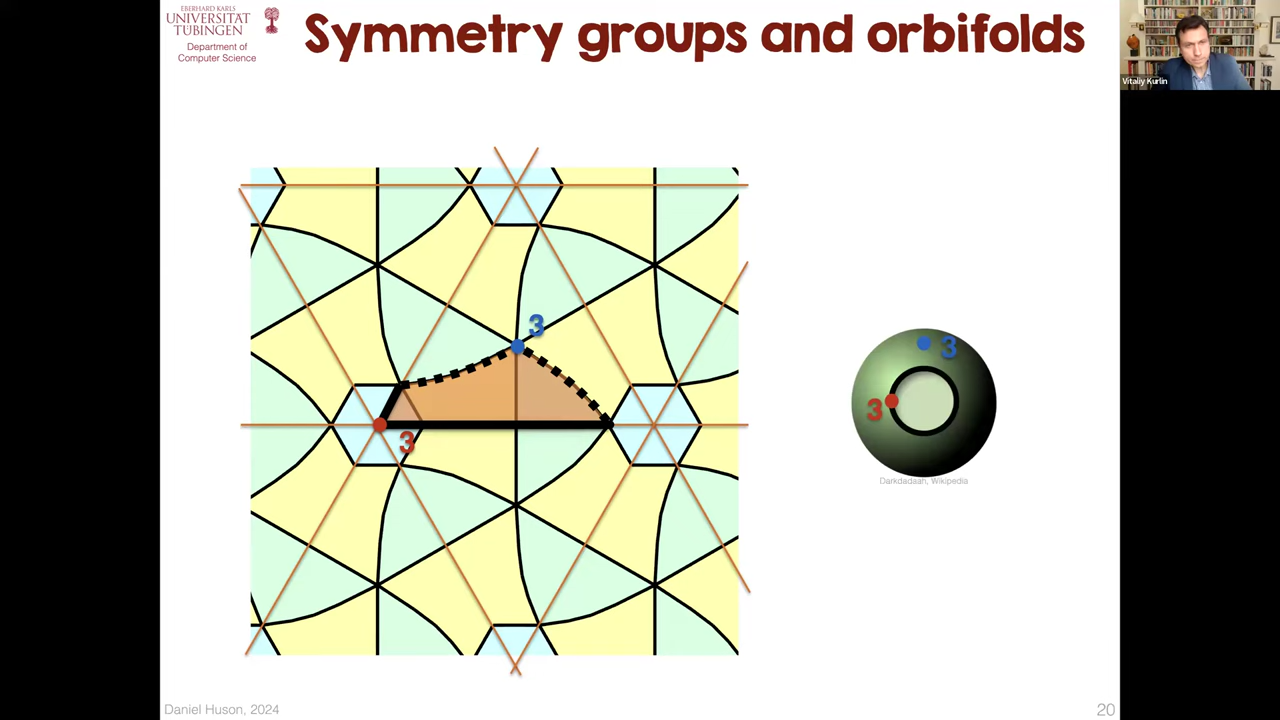 EBERHARD KARLS
UNIVERSITÄT
TÜBINGEN
Department of
Computer Science
Symmetry groups and orbifolds
Vitaliy Kurlin
3
3
3
3
Darkdadaah, Wikipedia
Daniel Huson, 2024
20